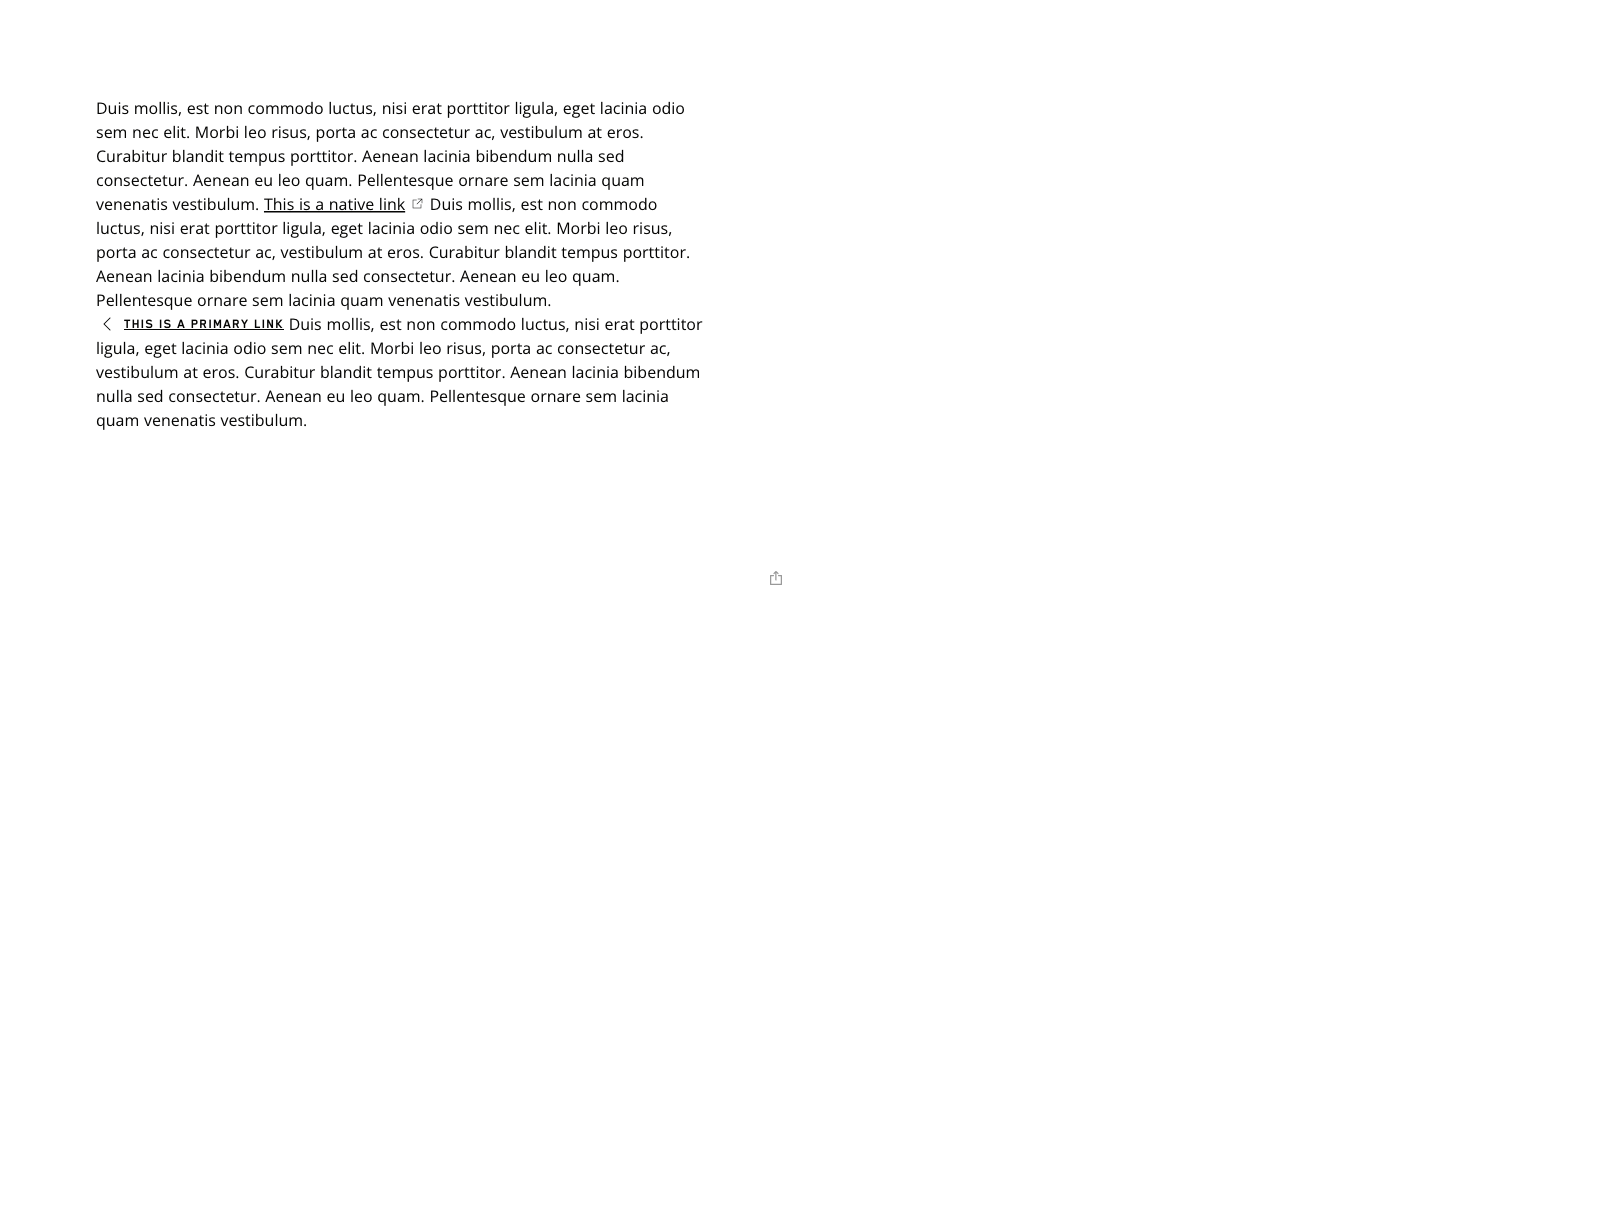 Duis mollis, est non commodo luctus, nisi erat porttitor ligula, eget lacinia odio
sem nec elit. Morbi leo risus, porta ac consectetur ac, vestibulum at eros.
Curabitur blandit tempus porttitor. Aenean lacinia bibendum nulla sed
consectetur. Aenean eu leo quam. Pellentesque ornare sem lacinia quam
venenatis vestibulum. This is a native link Duis mollis, est non commodo
luctus, nisi erat porttitor ligula, eget lacinia odio sem nec elit. Morbi leo risus,
porta ac consectetur ac, vestibulum at eros. Curabitur blandit tempus porttitor.
Aenean lacinia bibendum nulla sed consectetur. Aenean eu leo quam.
Pellentesque ornare sem lacinia quam venenatis vestibulum.
THIS IS A PRIMARY LINK Duis mollis, est non commodo luctus, nisi erat porttitor
ligula, eget lacinia odio sem nec elit. Morbi leo risus, porta ac consectetur ac,
vestibulum at eros. Curabitur blandit tempus porttitor. Aenean lacinia bibendum
nulla sed consectetur. Aenean eu leo quam. Pellentesque ornare sem lacinia
quam venenatis vestibulum.